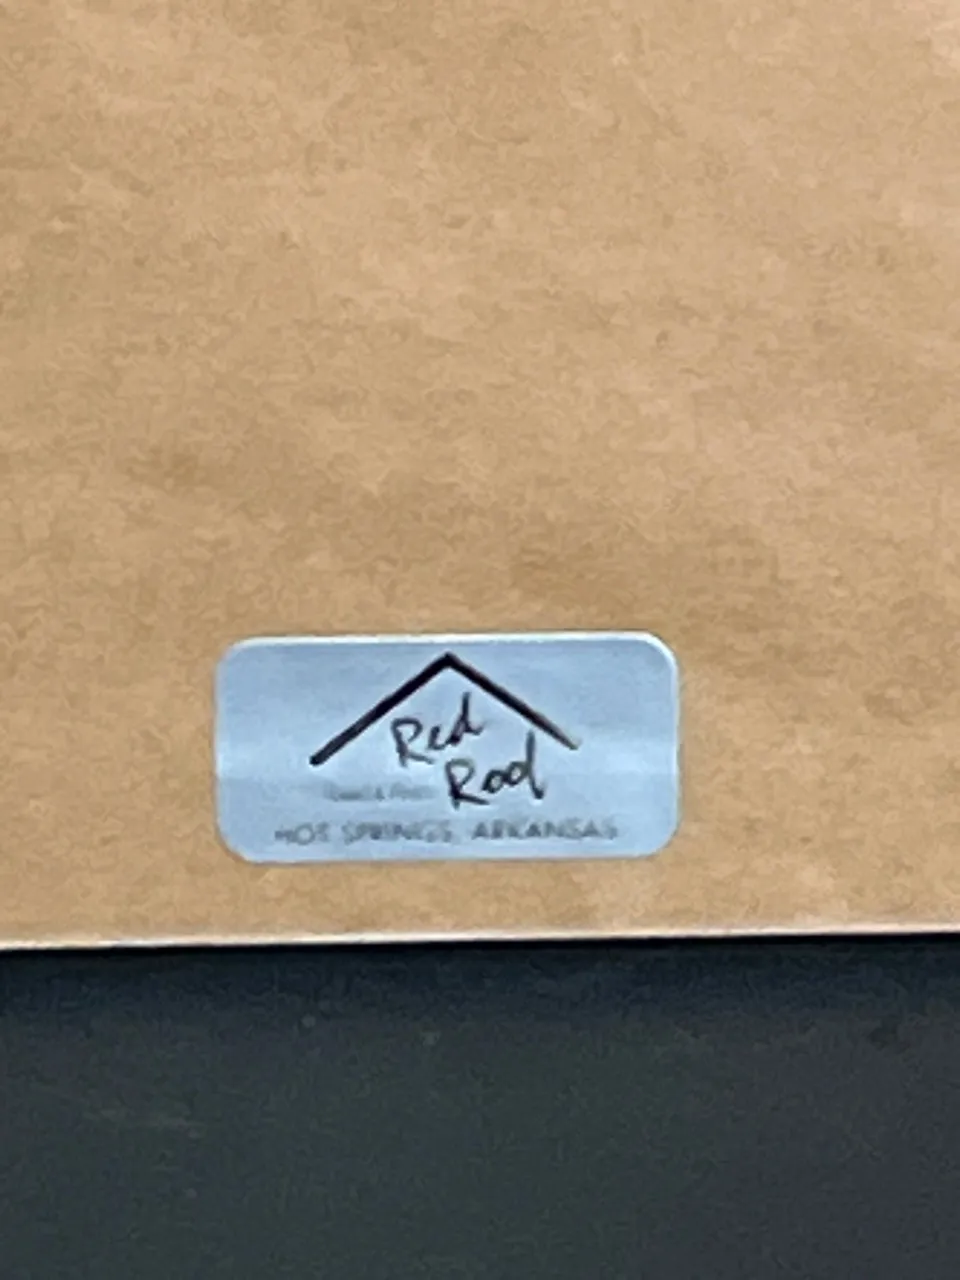 Red
Rod
HOT SPRINGS, ARKANSAS